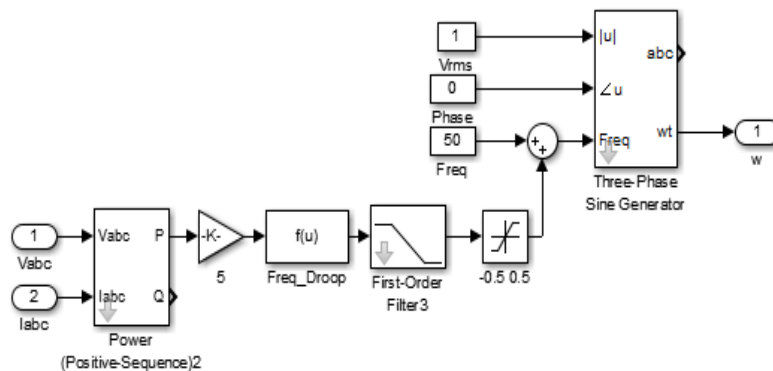 1
Vrms
0
Phase
50
Freq
+
+
|u|
∠u
Freq
abc
wt
Three-Phase
Sine Generator
1
w
1
Vabc
2
Iabc
Vabc
Iabc
P
Q
Power
(Positive-Sequence)2
-K-
5
f(u)
Freq_Droop
First-Order
Filter3
-0.5 0.5